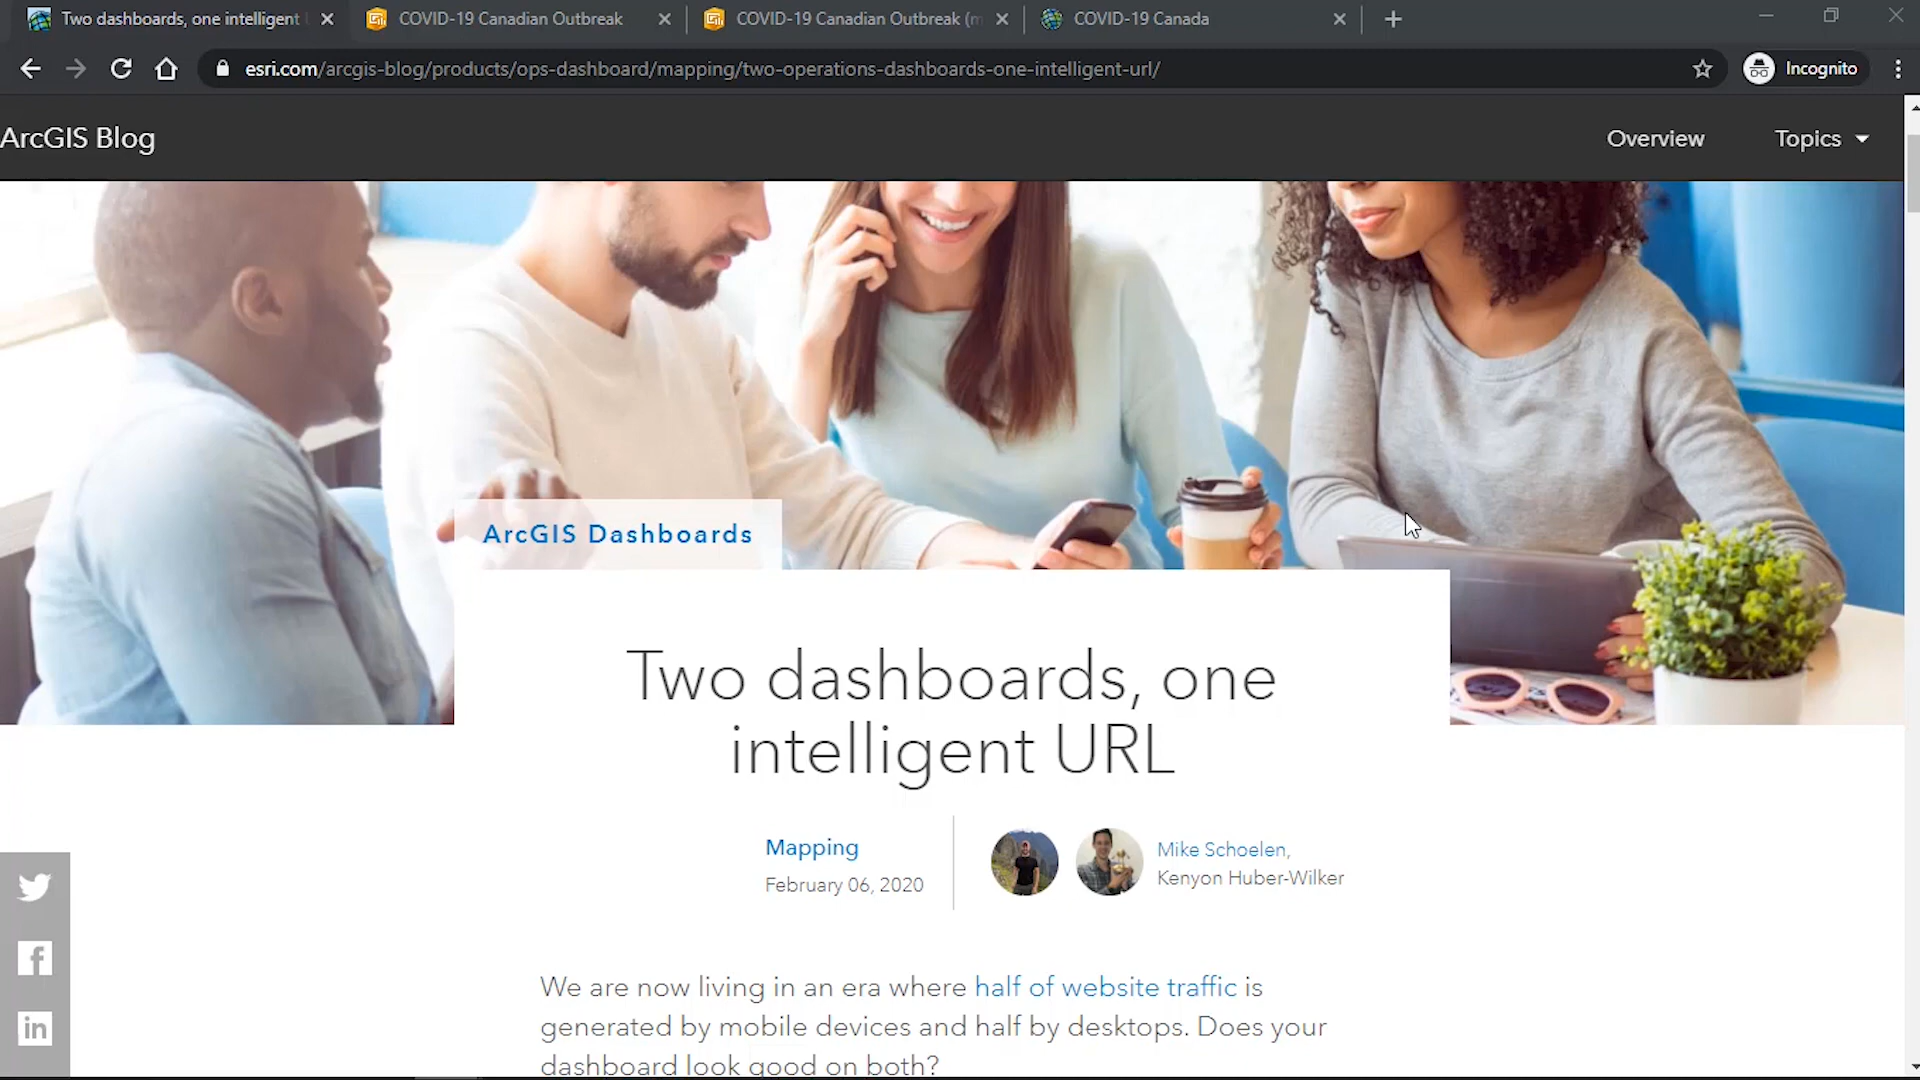 Two dashboards, one intelligent
COVID-19 Canadian Outbreak
COVID-19 Canadian Outbreak (m
COVID-19 Canada
esri.com/arcgis-blog/products/ops-dashboard/mapping/two-operations-dashboards-one-intelligent-url/
Incognito
ArcGIS Blog
Overview
Topics
ArcGIS Dashboards
Two dashboards, one
intelligent URL
Mapping
February 06, 2020
Mike Schoelen,
Kenyon Huber-Wilker
We are now living in an era where half of website traffic is
generated by mobile devices and half by desktops. Does your
dashboard look good on both?